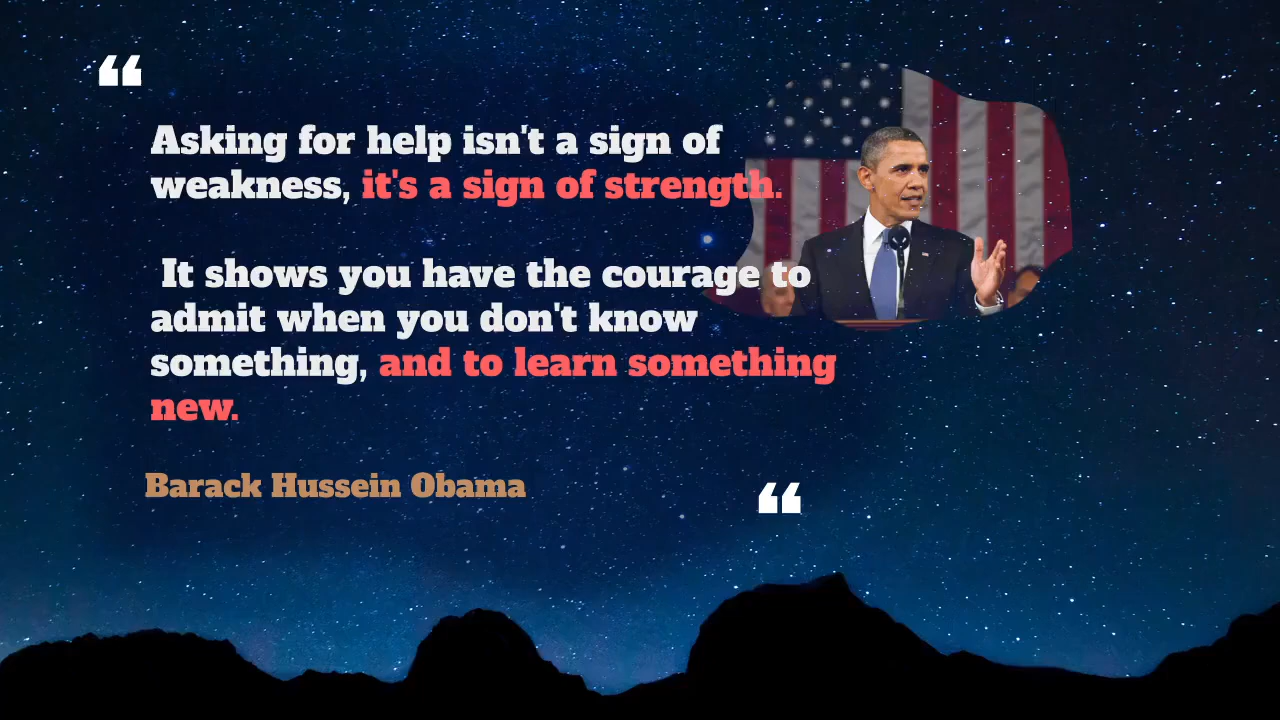 ❝
Asking for help isn't a sign of
weakness, it's a sign of strength.
It shows you have the courage to
admit when you don't know
something, and to learn something
new.
Barack Hussein Obama
❝